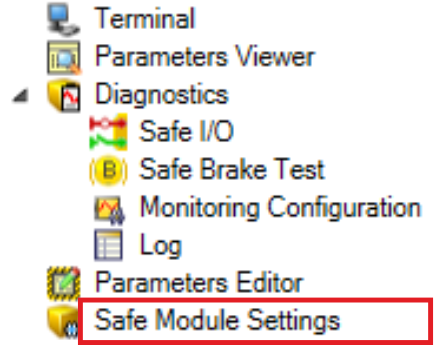 Terminal
Parameters Viewer
Diagnostics
Safe I/O
B Safe Brake Test
Monitoring Configuration
Log
Parameters Editor
Safe Module Settings